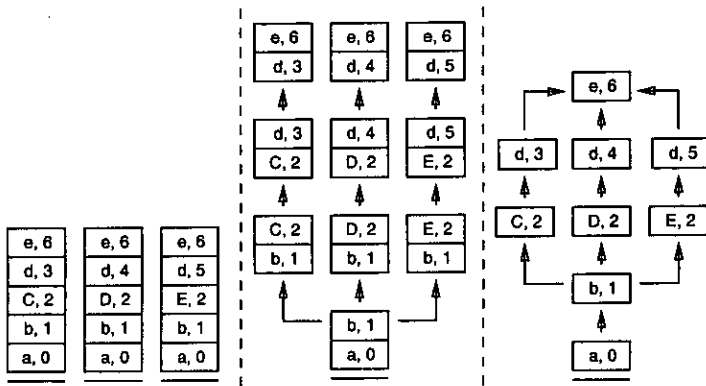 e, 6
d, 3
C, 2
b, 1
a, 0
e, 6
d, 4
D, 2
b, 1
a, 0
e, 6
d, 5
E, 2
b, 1
a, 0
e, 6 e, 6 e, 6
d, 3 d, 4 d, 5
d, 3 d, 4 d, 5
C, 2 D, 2 E, 2
C, 2 D, 2 E, 2
b, 1 b, 1 b, 1
b, 1
a, 0
e, 6
d, 3 d, 4 d, 5
C, 2 D, 2 E, 2
b, 1
a, 0